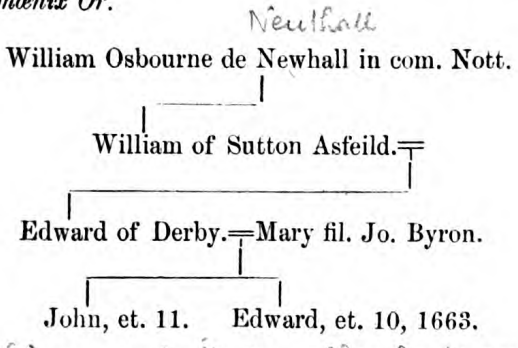 Or.
William Osbourne de Newhall in com. Nott.
William of Sutton Asfeild.
Edward of Derby.=Mary fil. Jo. Byron.
John, et. 11. Edward, et. 10, 1663.